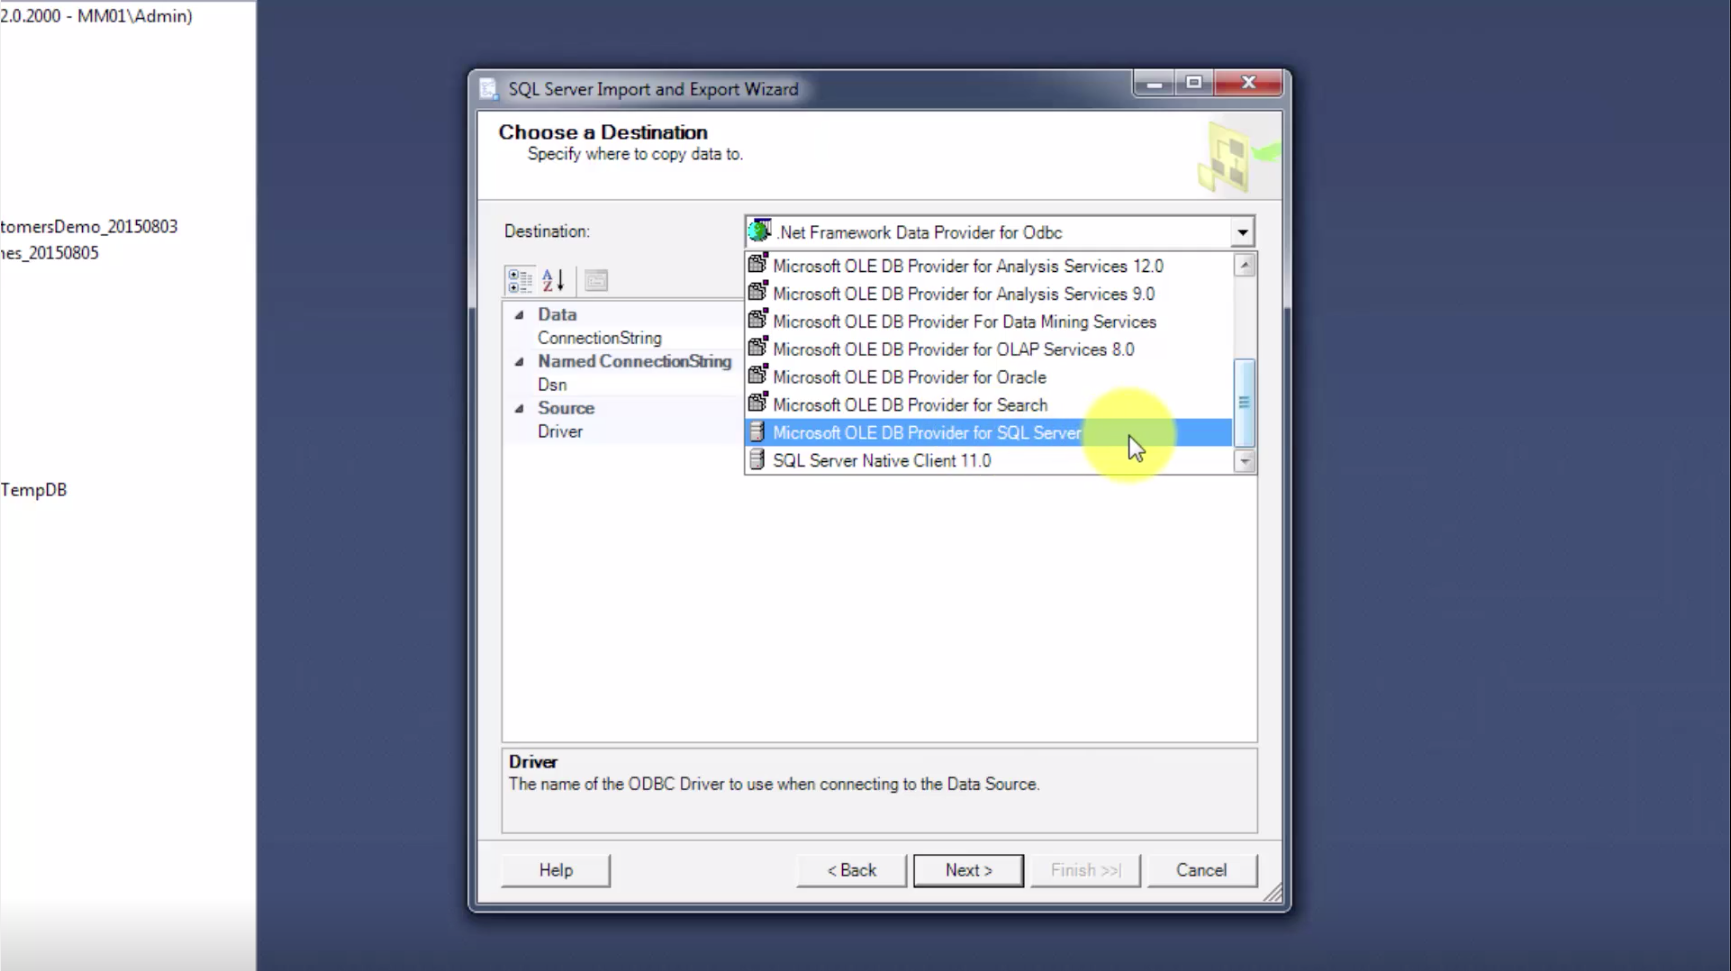 2.0.2000 - MM01\Admin)
tomersDemo_20150803
nes_20150805
TempDB
SQL Server Import and Export Wizard
Choose a Destination
Specify where to copy data to.
Destination:
.Net Framework Data Provider for Odbc
Microsoft OLE DB Provider for Analysis Services 12.0
Microsoft OLE DB Provider for Analysis Services 9.0
Microsoft OLE DB Provider For Data Mining Services
Microsoft OLE DB Provider for OLAP Services 8.0
Microsoft OLE DB Provider for Oracle
Microsoft OLE DB Provider for Search
Microsoft OLE DB Provider for SQL Server
SQL Server Native Client 11.0
A
Z
Data
ConnectionString
Named ConnectionString
Dsn
Source
Driver
Driver
The name of the ODBC Driver to use when connecting to the Data Source.
Help
< Back
Next >
Finish >>|
Cancel